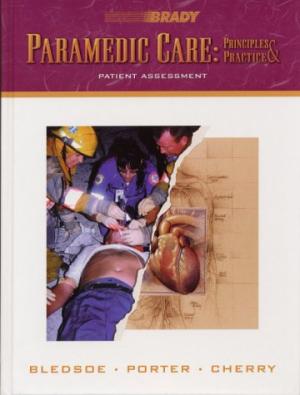 BRADY
PARAMEDIC CARE: PRINCIPLES & PRACTICE
PATIENT ASSESSMENT
BLEDSOE · PORTER · CHERRY